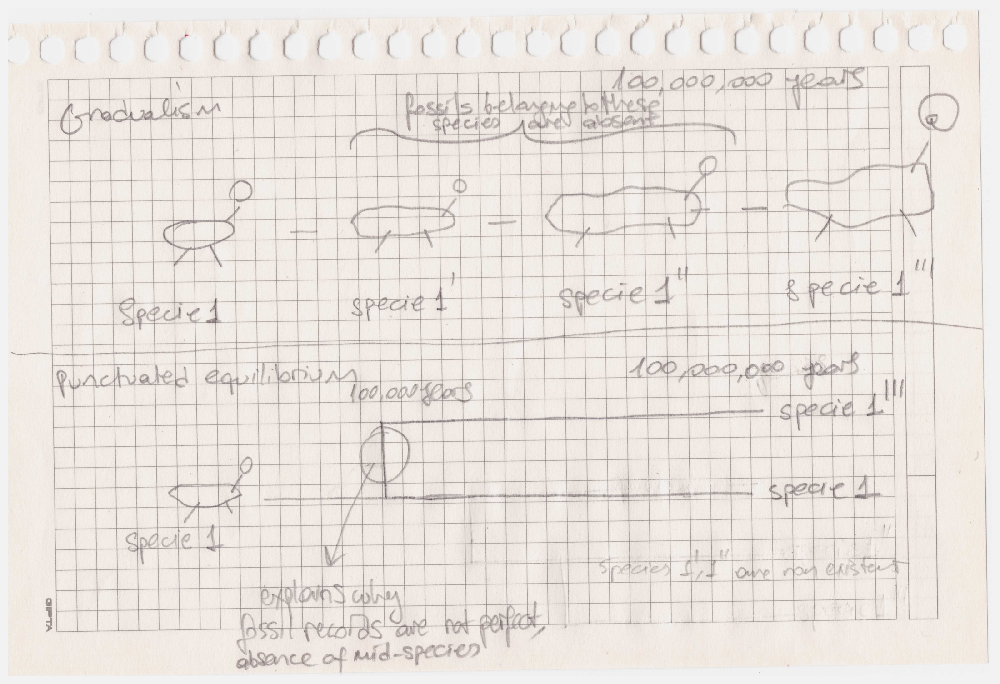 100,000,000 years
Gradualism
fossils belonging to these
species are absent
Specie 1
specie 1'
specie 1"
specie 1'''
Punctuated equilibrium
100,000,000 years
100,000 years
specie 1'''
specie 1
specie 1
species 1', 1" are non existent
explains why
fossil records are not perfect,
absence of mid-species
GIPTA